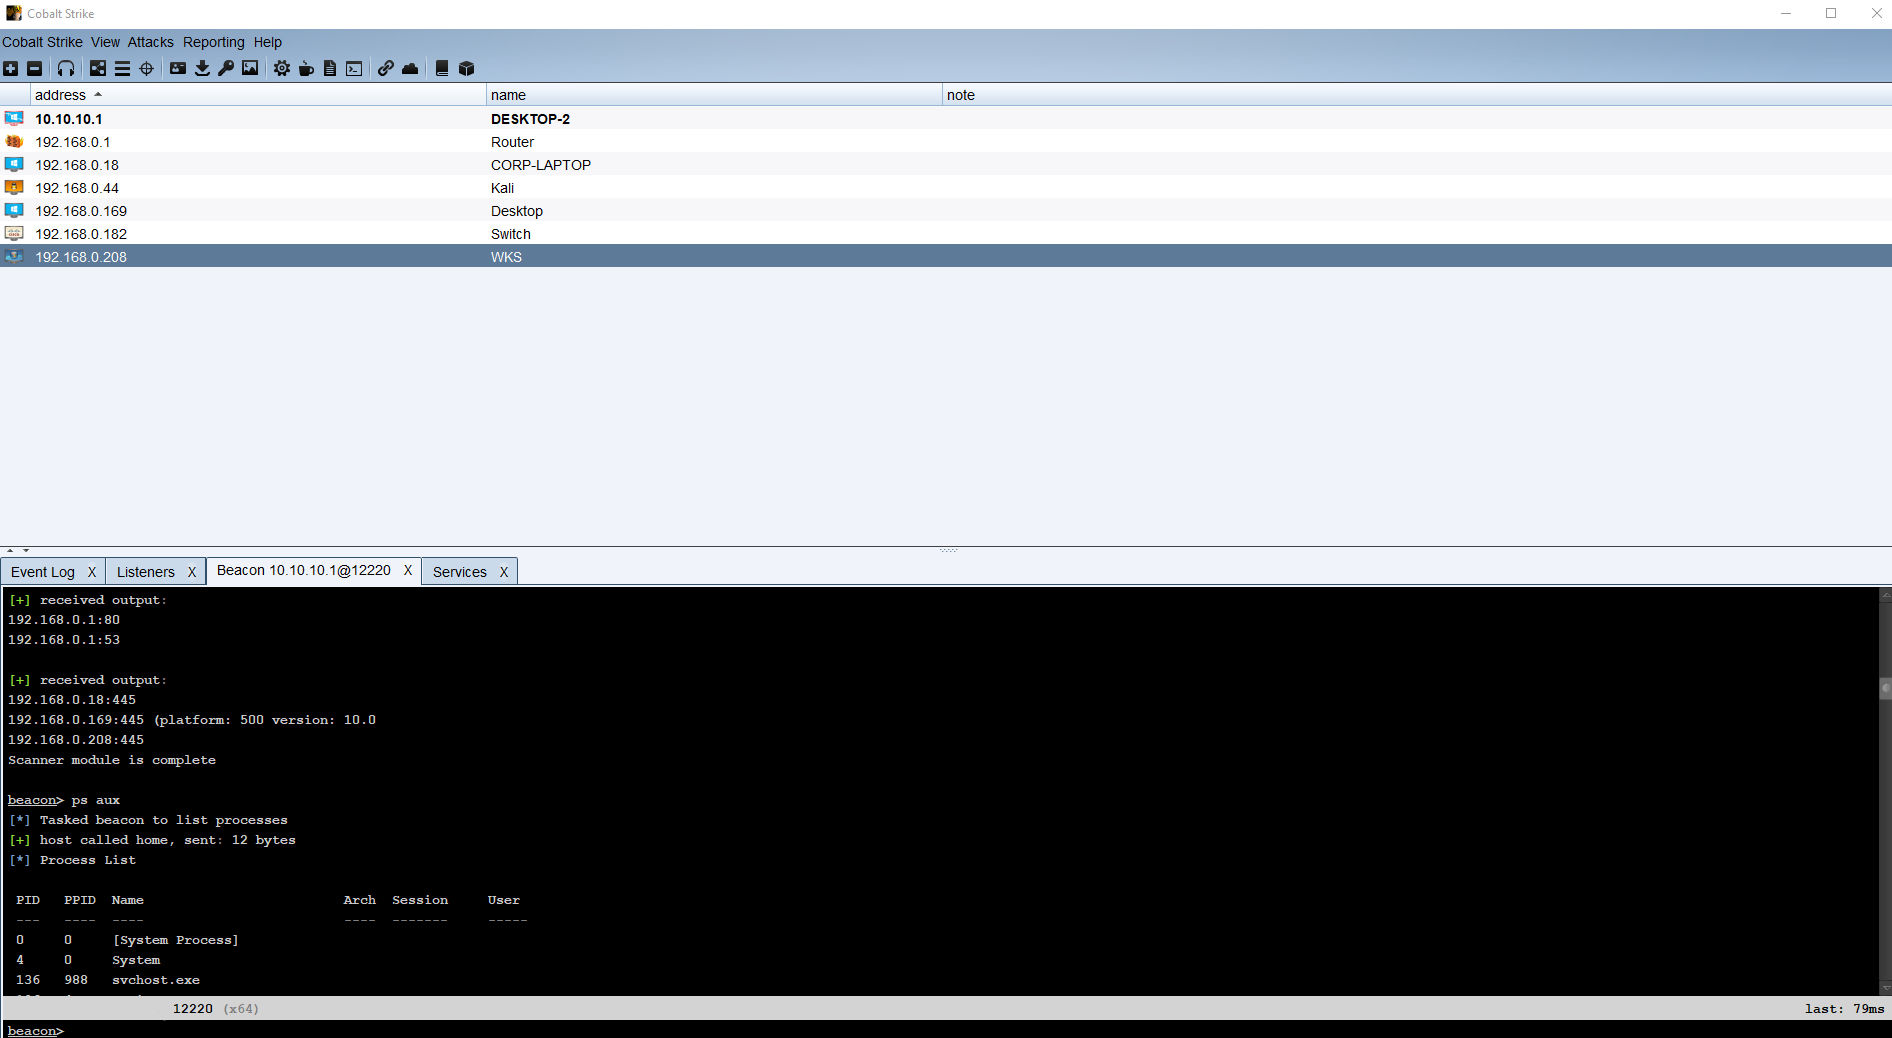 Cobalt Strike
Cobalt Strike View Attacks Reporting Help
address name note
10.10.10.1 DESKTOP-2
192.168.0.1 Router
192.168.0.18 CORP-LAPTOP
192.168.0.44 Kali
192.168.0.169 Desktop
192.168.0.182 Switch
192.168.0.208 WKS
Event Log X Listeners X Beacon 10.10.10.1@12220 X Services X
[+] received output:
192.168.0.1:80
192.168.0.1:53
[+] received output:
192.168.0.18:445
192.168.0.169:445 (platform: 500 version: 10.0
192.168.0.208:445
Scanner module is complete
beacon> ps aux
[*] Tasked beacon to list processes
[+] host called home, sent: 12 bytes
[*] Process List
PID PPID Name Arch Session User
--- ---- ---- ---- ------- -----
0 0 [System Process]
4 0 System
136 988 svchost.exe
12220 (x64) last: 79ms
beacon>